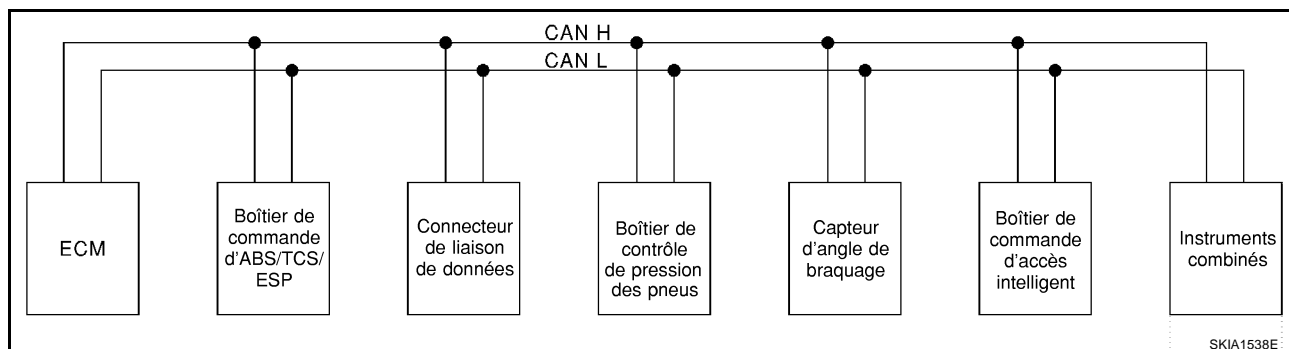 CAN H
CAN L
ECM
Boîtier de
commande
d'ABS/TCS/
ESP
Connecteur
de liaison
de données
Boîtier de
contrôle
de pression
des pneus
Capteur
d'angle de
braquage
Boîtier de
commande
d'accès
intelligent
Instruments
combinés
SKIA1538E